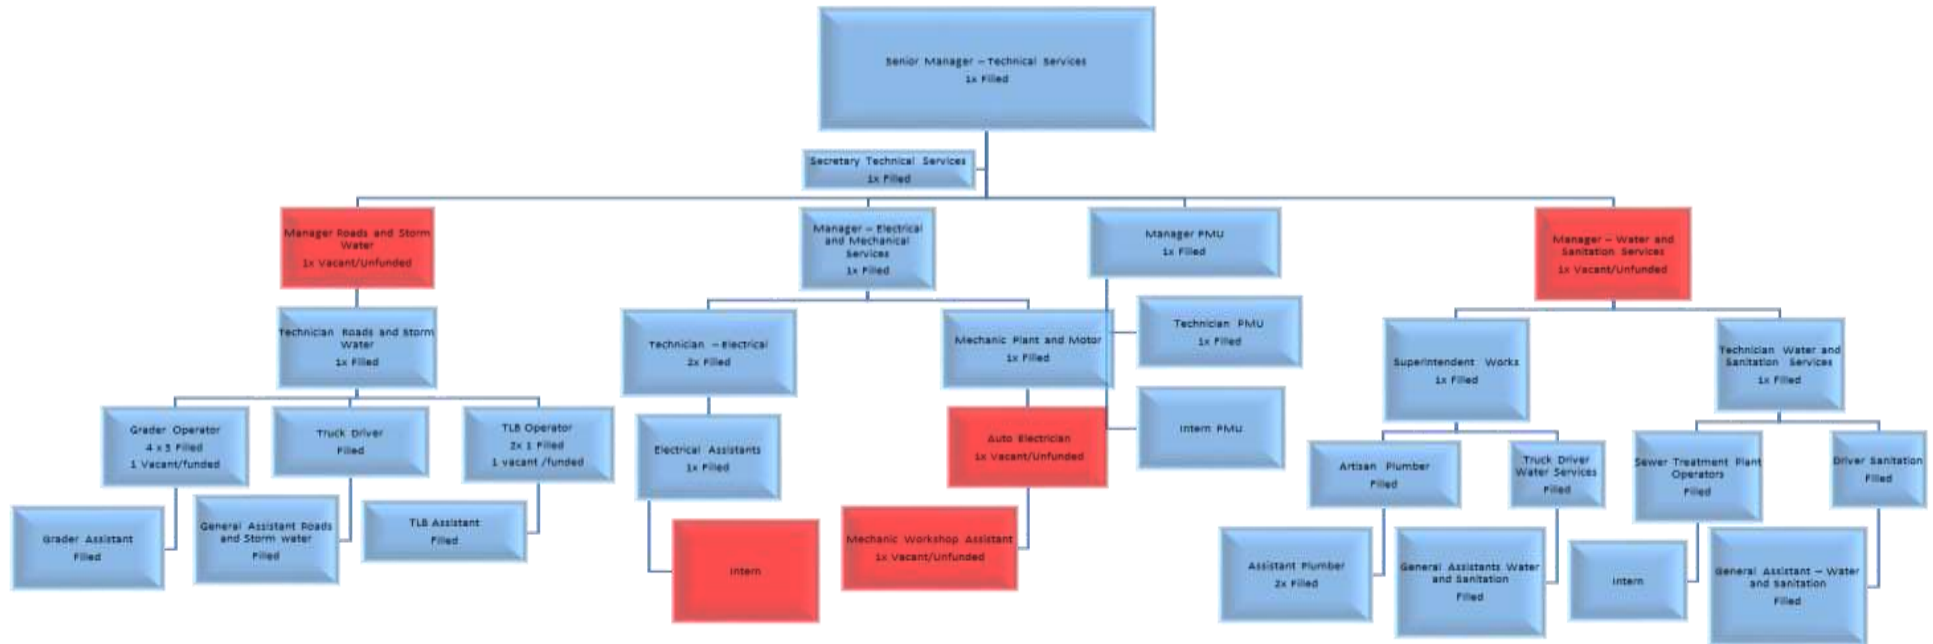 Senior Manager – Technical Services
1x Filled
Secretary Technical Services
1x Filled
Manager Roads and Storm
Water
1x Vacant/Unfunded
Manager – Electrical
and Mechanical
Services
1x Filled
Manager PMU
1x Filled
Manager – Water and
Sanitation Services
1x Vacant/Unfunded
Technician Roads and Storm
Water
1x Filled
Technician – Electrical
2x Filled
Mechanic Plant and Motor
1x Filled
Technician PMU
1x Filled
Superintendent Works
1x Filled
Technician Water and
Sanitation Services
1x Filled
Grader Operator
4 x 3 Filled
1 Vacant/funded
Truck Driver
Filled
TLB Operator
2x 1 Filled
1 vacant /funded
Electrical Assistants
1x Filled
Auto Electrician
1x Vacant/Unfunded
Intern PMU
Artisan Plumber
Filled
Truck Driver
Water Services
Filled
Sewer Treatment Plant
Operators
Filled
Driver Sanitation
Filled
Grader Assistant
Filled
General Assistant Roads
and Storm water
Filled
TLB Assistant
Filled
Intern
Mechanic Workshop Assistant
1x Vacant/Unfunded
Assistant Plumber
2x Filled
General Assistants Water
and Sanitation
Filled
Intern
General Assistant – Water
and Sanitation
Filled